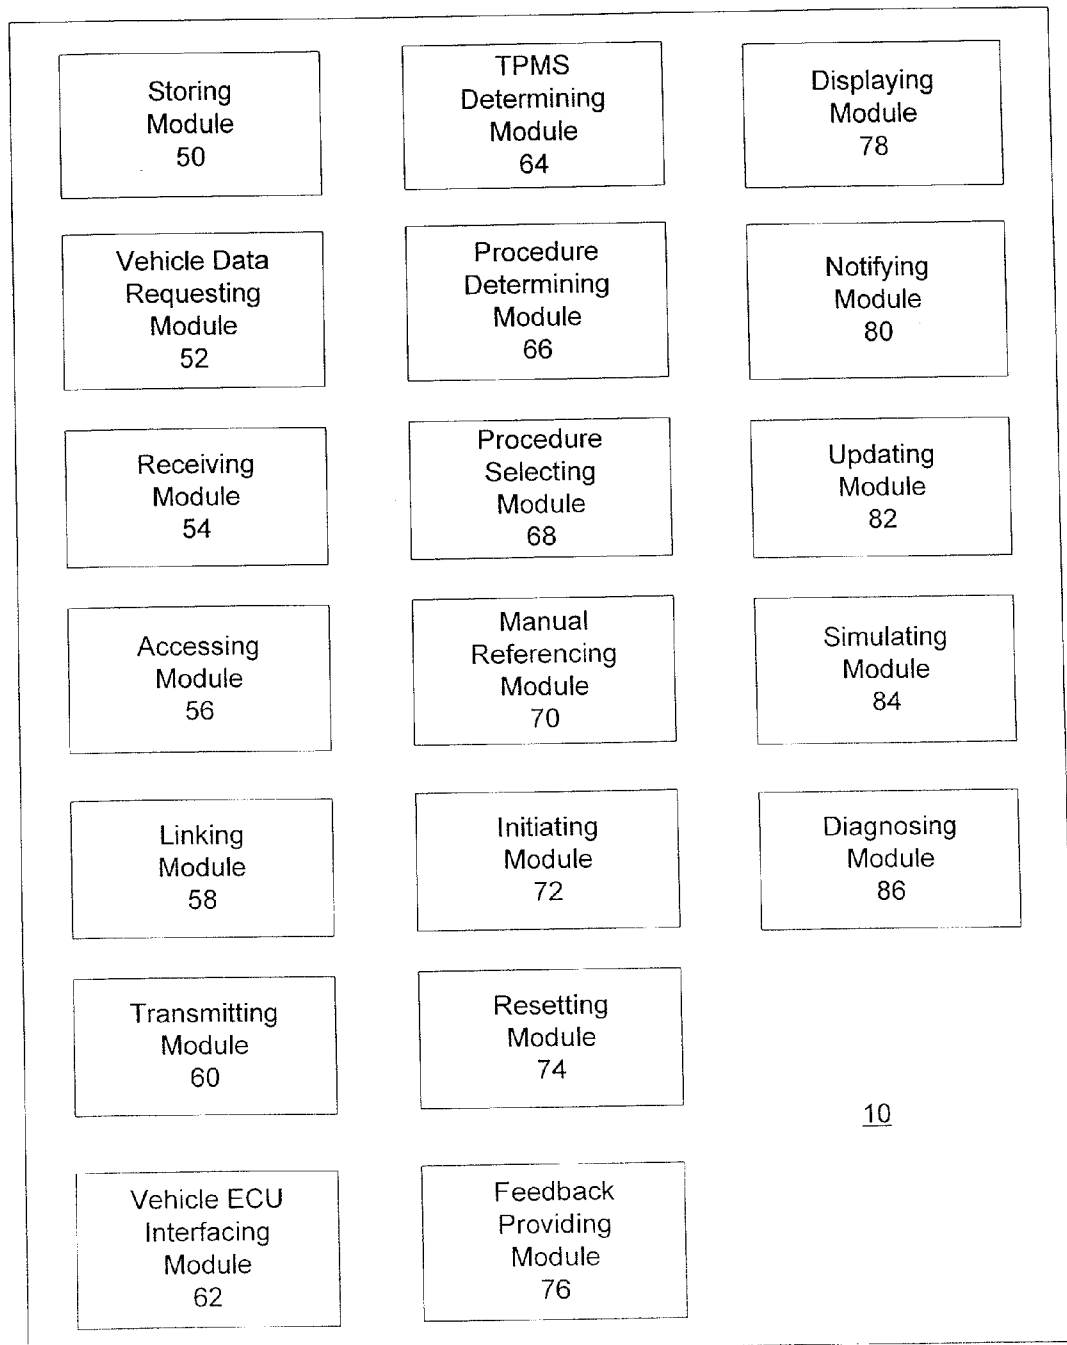 Storing
Module
50
Vehicle Data
Requesting
Module
52
Receiving
Module
54
Accessing
Module
56
Linking
Module
58
Transmitting
Module
60
Vehicle ECU
Interfacing
Module
62
TPMS
Determining
Module
64
Procedure
Determining
Module
66
Procedure
Selecting
Module
68
Manual
Referencing
Module
70
Initiating
Module
72
Resetting
Module
74
Feedback
Providing
Module
76
Displaying
Module
78
Notifying
Module
80
Updating
Module
82
Simulating
Module
84
Diagnosing
Module
86
10